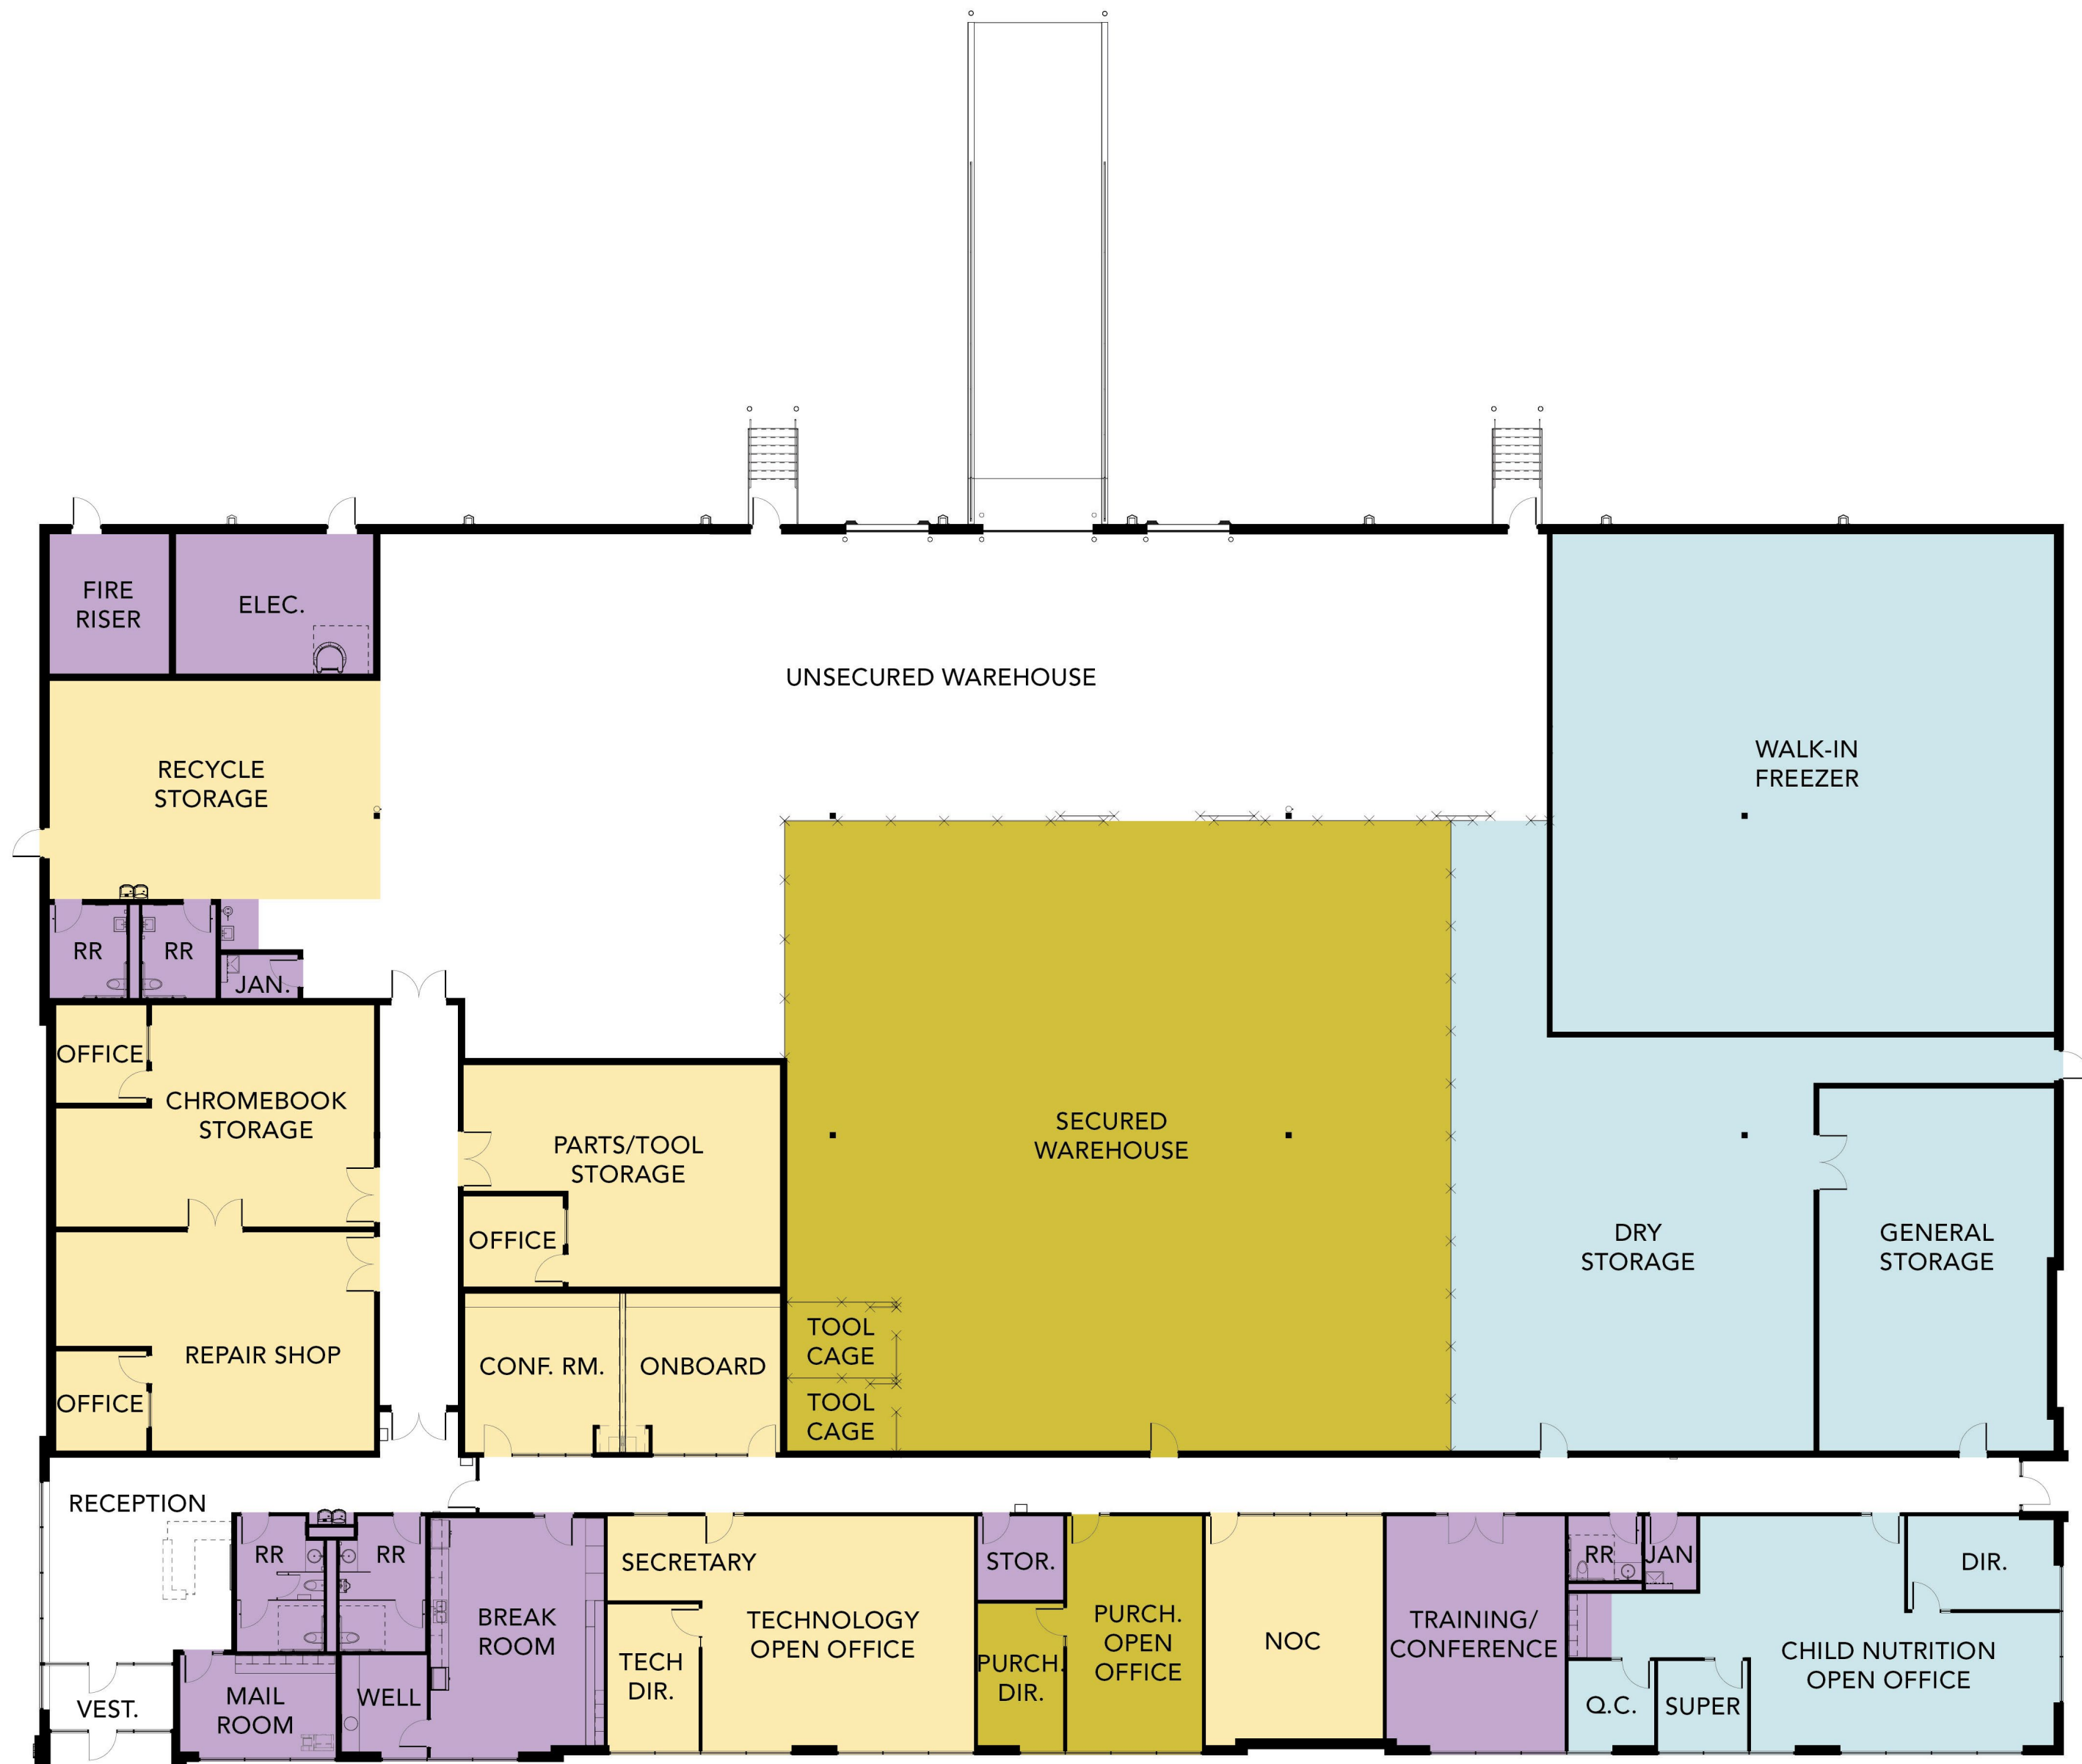 FIRE
RISER
ELEC.
UNSECURED WAREHOUSE
RECYCLE
STORAGE
WALK-IN
FREEZER
RR
RR
JAN.
OFFICE
CHROMEBOOK
STORAGE
PARTS/TOOL
STORAGE
SECURED
WAREHOUSE
OFFICE
DRY
STORAGE
GENERAL
STORAGE
REPAIR SHOP
OFFICE
CONF. RM.
ONBOARD
TOOL
CAGE
TOOL
CAGE
RECEPTION
RR
RR
BREAK
ROOM
SECRETARY
TECHNOLOGY
OPEN OFFICE
TECH
DIR.
STOR.
PURCH.
DIR.
PURCH.
OPEN
OFFICE
NOC
TRAINING/
CONFERENCE
RR
JAN
DIR.
CHILD NUTRITION
OPEN OFFICE
Q.C.
SUPER
VEST.
MAIL
ROOM
WELL